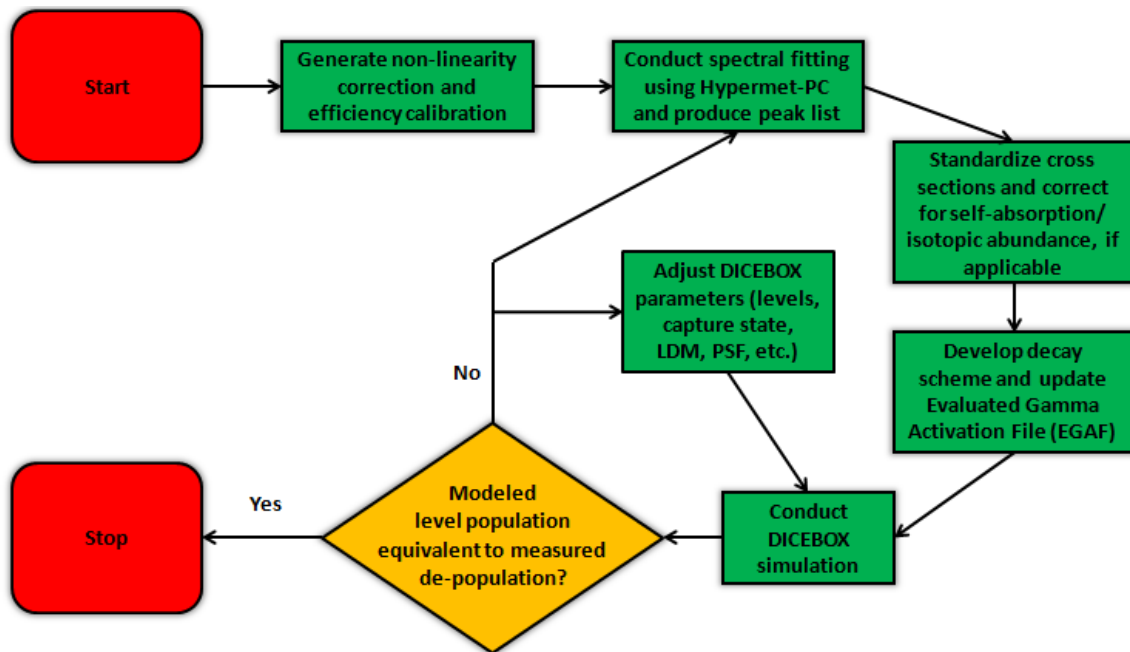 Start
Generate non-linearity
correction and
efficiency calibration
Conduct spectral fitting
using Hypermet-PC
and produce peak list
Standardize cross
sections and correct
for self-absorption/
isotopic abundance, if
applicable
Adjust DICEBOX
parameters (levels,
capture state,
LDM, PSF, etc.)
Develop decay
scheme and update
Evaluated Gamma
Activation File (EGAF)
No
Conduct
DICEBOX
simulation
Modeled
level population
equivalent to measured
de-population?
Yes
Stop